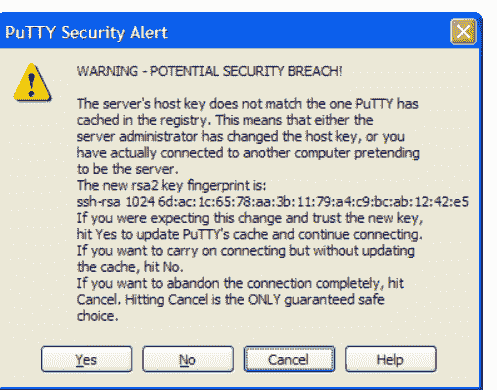 PuTTY Security Alert
WARNING - POTENTIAL SECURITY BREACH!
The server's host key does not match the one PuTTY has
cached in the registry. This means that either the
server administrator has changed the host key, or you
have actually connected to another computer pretending
to be the server.
The new rsa2 key fingerprint is:
ssh-rsa 1024 6d:ac:1c:65:78:aa:3b:11:79:a4:c9:bc:ab:12:42:e5
If you were expecting this change and trust the new key,
hit Yes to update PuTTY's cache and continue connecting.
If you want to carry on connecting but without updating
the cache, hit No.
If you want to abandon the connection completely, hit
Cancel. Hitting Cancel is the ONLY guaranteed safe
choice.
Yes No Cancel Help